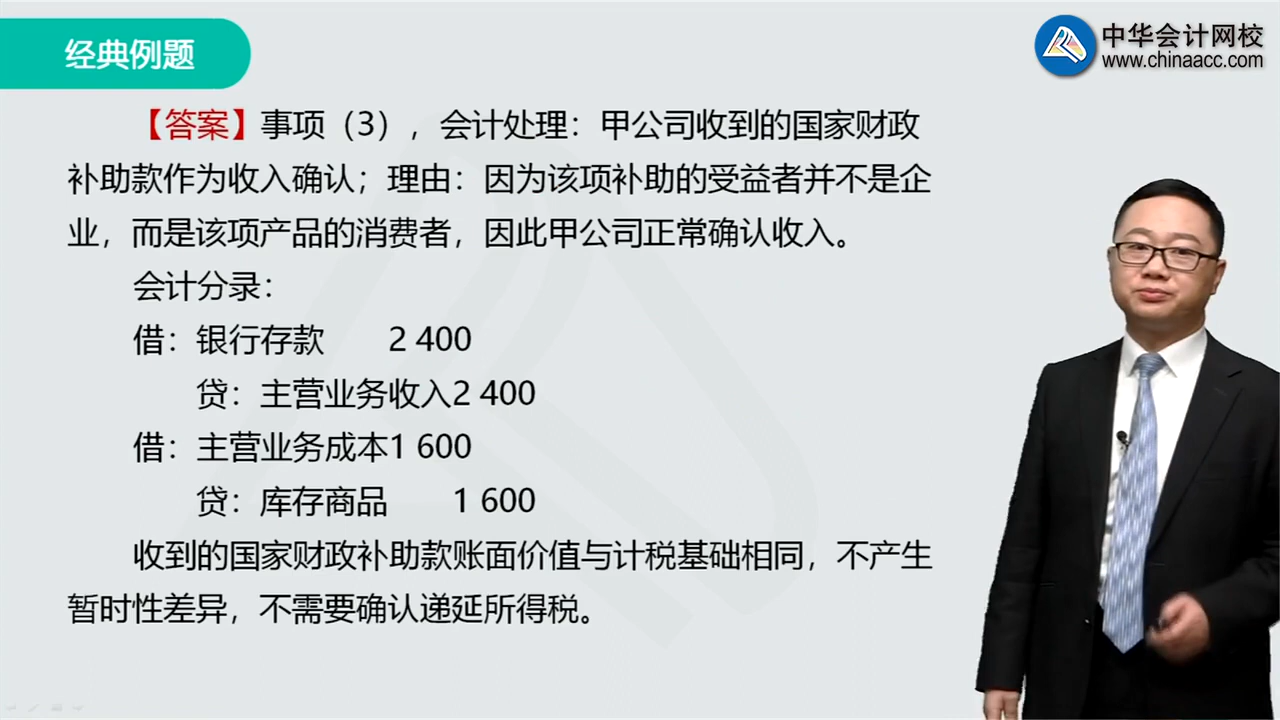 经典例题
中华会计网校
www.chinaacc.com
【答案】事项（3），会计处理：甲公司收到的国家财政
补助款作为收入确认；理由：因为该项补助的受益者并不是企
业，而是该项产品的消费者，因此甲公司正常确认收入。
会计分录：
借：银行存款 2 400
贷：主营业务收入2 400
借：主营业务成本1 600
贷：库存商品 1 600
收到的国家财政补助款账面价值与计税基础相同，不产生
暂时性差异，不需要确认递延所得税。